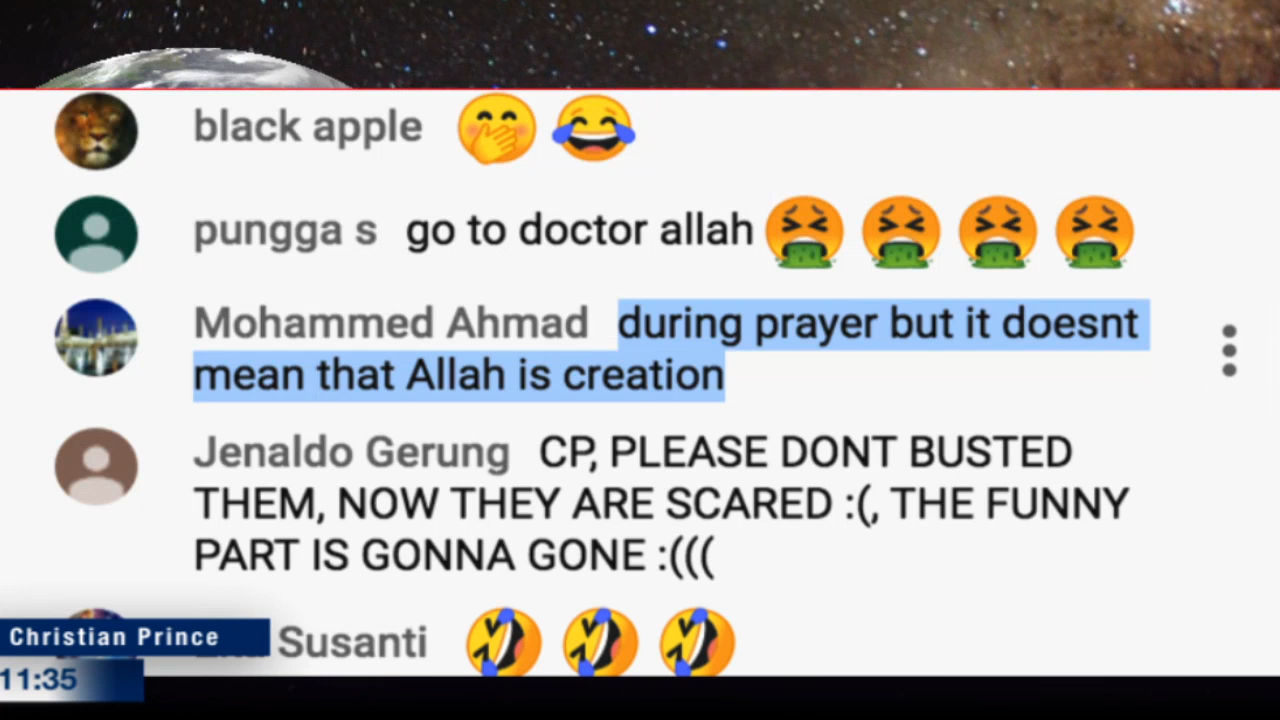 black apple 🤭 😂
pungga s go to doctor allah 🤮 🤮 🤮 🤮
Mohammed Ahmad during prayer but it doesnt
mean that Allah is creation
Jenaldo Gerung CP, PLEASE DONT BUSTED
THEM, NOW THEY ARE SCARED :(, THE FUNNY
PART IS GONNA GONE :(((
Susanti 🤣 🤣 🤣
Christian Prince
11:35